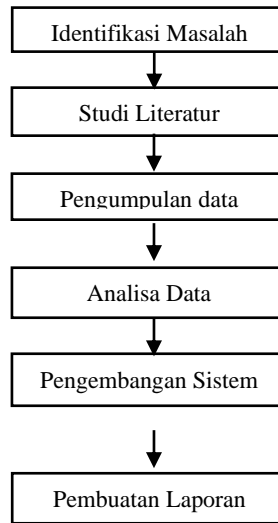 Identifikasi Masalah
Studi Literatur
Pengumpulan data
Analisa Data
Pengembangan Sistem
Pembuatan Laporan